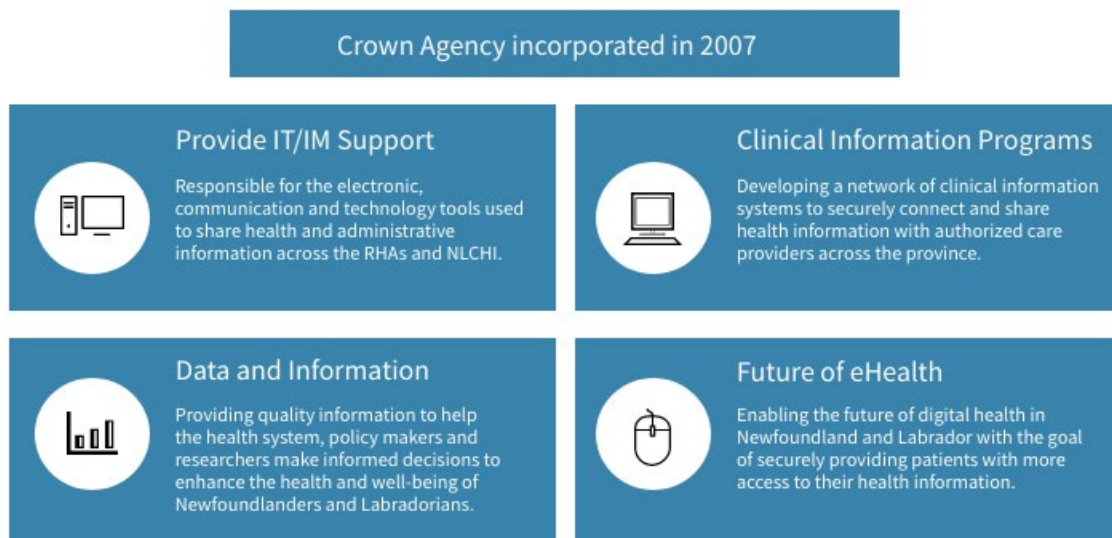 Crown Agency incorporated in 2007
Provide IT/IM Support
Responsible for the electronic,
communication and technology tools used
to share health and administrative
information across the RHAs and NLCHI.
Clinical Information Programs
Developing a network of clinical information
systems to securely connect and share
health information with authorized care
providers across the province.
Data and Information
Providing quality information to help
the health system, policy makers and
researchers make informed decisions to
enhance the health and well-being of
Newfoundlanders and Labradorians.
Future of eHealth
Enabling the future of digital health in
Newfoundland and Labrador with the goal
of securely providing patients with more
access to their health information.